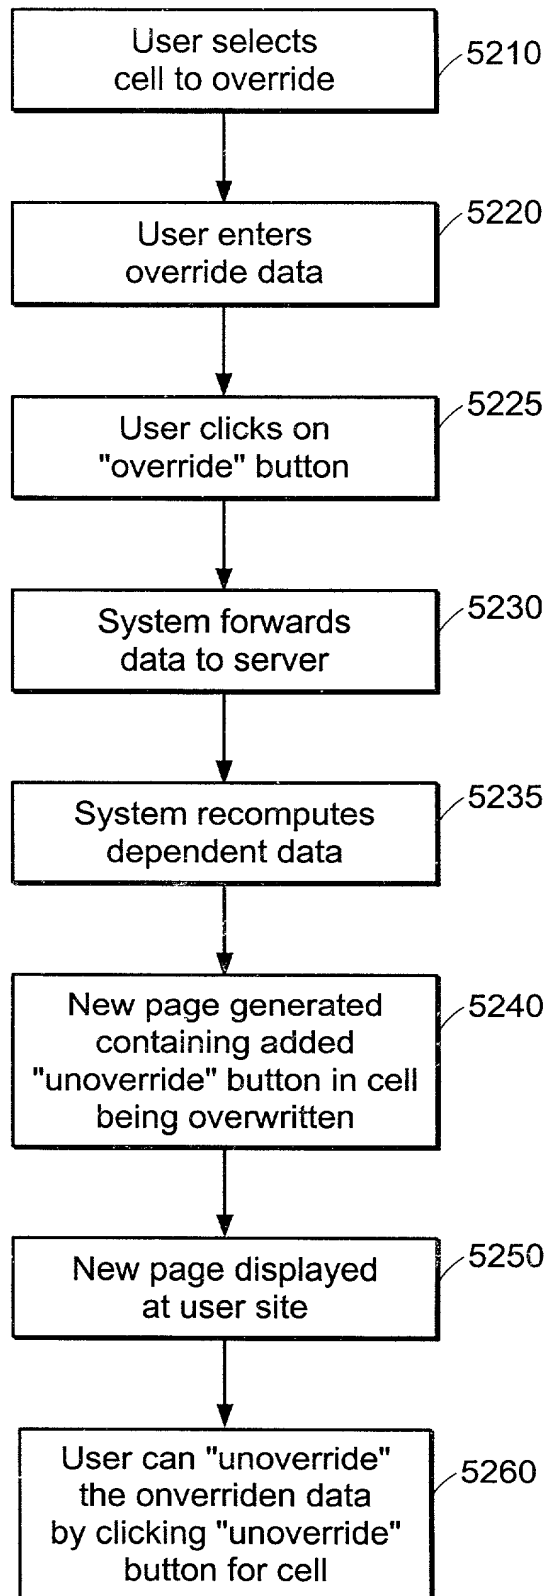 User selects
cell to override
5210
User enters
override data
5220
User clicks on
"override" button
5225
System forwards
data to server
5230
System recomputes
dependent data
5235
New page generated
containing added
"unoverride" button in cell
being overwritten
5240
New page displayed
at user site
5250
User can "unoverride"
the onverriden data
by clicking "unoverride"
button for cell
5260